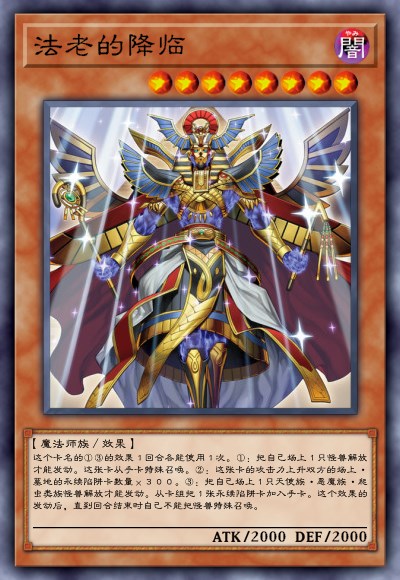 法老的降临
やみ
闇
【魔法师族／效果】
这个卡名的①③的效果１回合各能使用１次。①：把自己场上１只怪兽解放
才能发动。这张卡从手卡特殊召唤。②：这张卡的攻击力上升双方的场上·
墓地的永续陷阱卡数量×３００。③：把自己场上１只天使族·恶魔族·爬
虫类族怪兽解放才能发动。从卡组把１张永续陷阱卡加入手卡。这个效果的
发动后，直到回合结束时自己不能把怪兽特殊召唤。
ATK/2000 DEF/2000